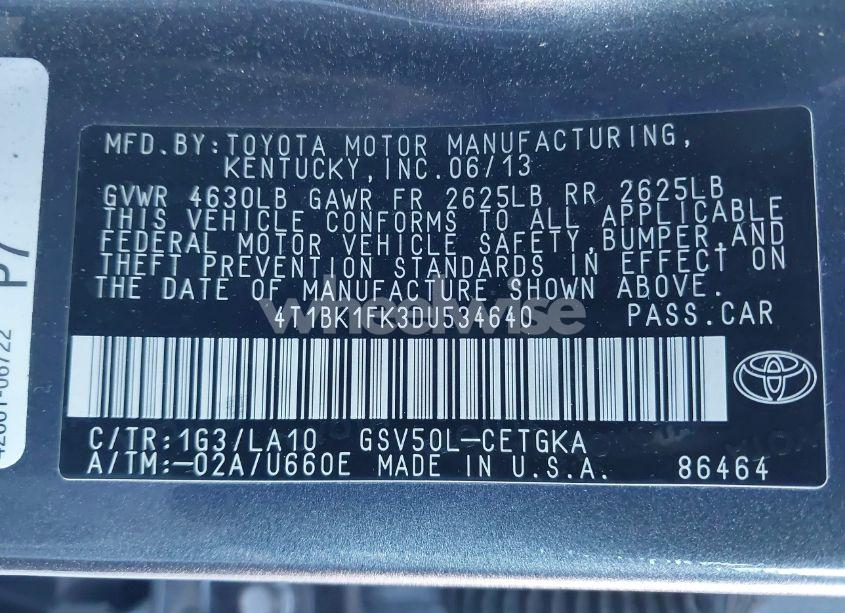 MFD.BY:TOYOTA MOTOR MANUFACTURING,
KENTUCKY,INC.06/13
GVWR 4630LB GAWR FR 2625LB RR 2625LB
THIS VEHICLE CONFORMS TO ALL APPLICABLE
FEDERAL MOTOR VEHICLE SAFETY,BUMPER,AND
THEFT PREVENTION STANDARDS IN EFFECT ON
THE DATE OF MANUFACTURE SHOWN ABOVE.
4T1BK1FK3DU534640 PASS.CAR
wheelwise
C/TR:1G3/LA10 GSV50L-CETGKA
A/TM:-02A/U660E MADE IN U.S.A. 86464
P7